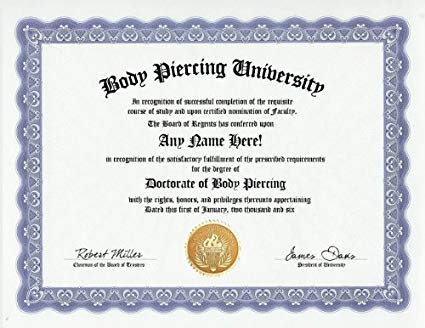 Body Piercing University
In recognition of successful completion of the requisite
course of study and upon certified nomination of Faculty.
The Board of Regents has conferred upon
Any Name Here!
in recognition of the satisfactory fulfillment of the prescribed requirements
for the degree of
Doctorate of Body Piercing
with the rights, honors, and privileges thereunto appertaining
Dated this first of January, two thousand and six
Robert Miller
Chairman of the Board of Trustees
James Davis
President of University